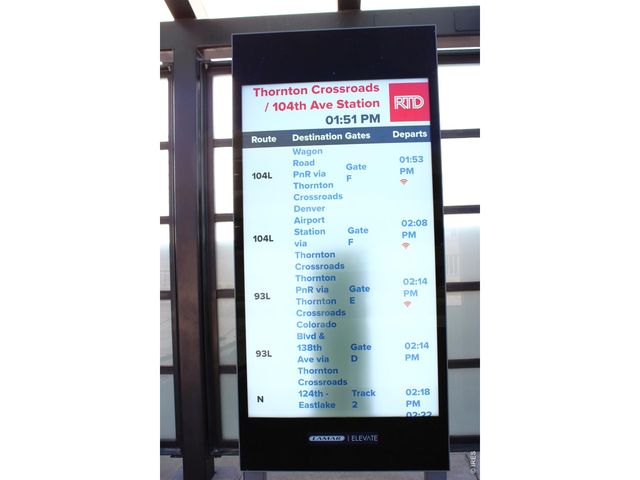 Thornton Crossroads
/ 104th Ave Station
01:51 PM
RTD
Route Destination Gates Departs
Wagon
Road
PnR via
Thornton
Crossroads
104L
Gate
F
01:53
PM
Denver
Airport
Station
via
Thornton
Crossroads
104L
Gate
F
02:08
PM
Thornton
PnR via
Thornton
Crossroads
93L
Gate
E
02:14
PM
Colorado
Blvd &
138th
Ave via
Thornton
Crossroads
93L
Gate
D
02:14
PM
N
124th -
Eastlake
Track
2
02:18
PM
02:22
LAMAR | ELEVATE
© IRES